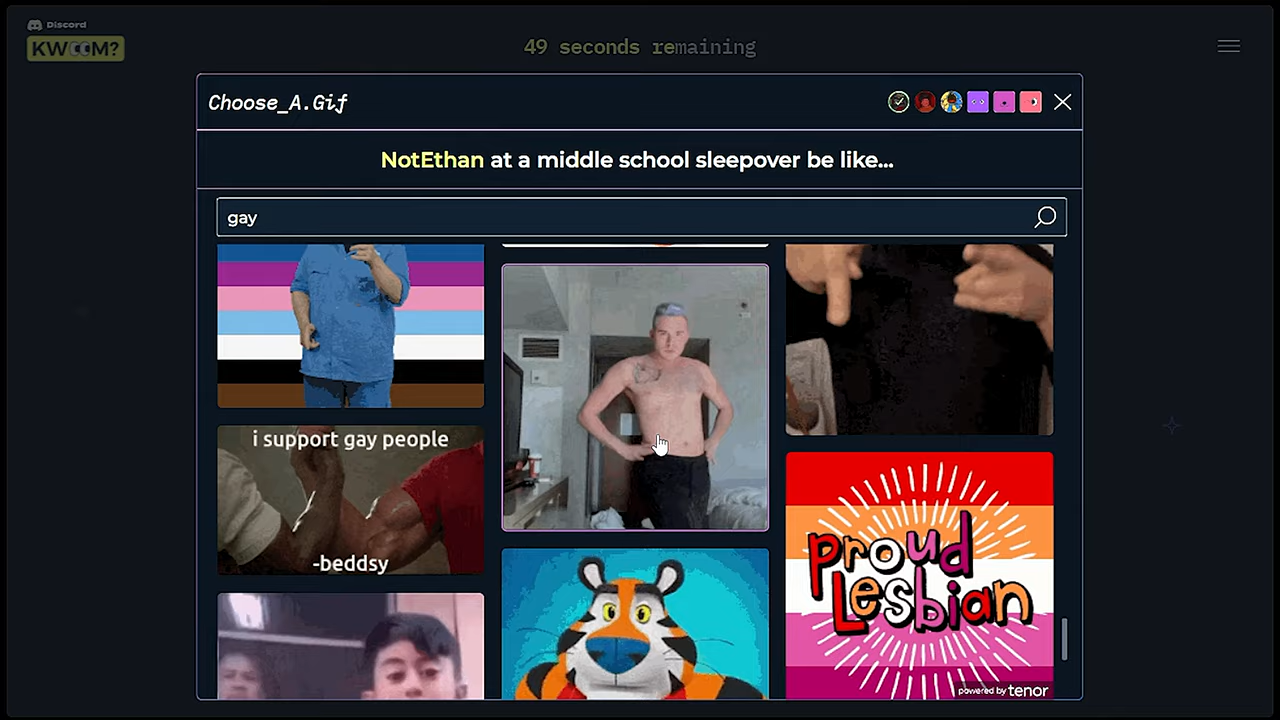 Discord
KWOOM?
49 seconds remaining
Choose_A.Gif
NotEthan at a middle school sleepover be like...
gay
i support gay people
-beddsy
proud
Lesbian
powered by tenor